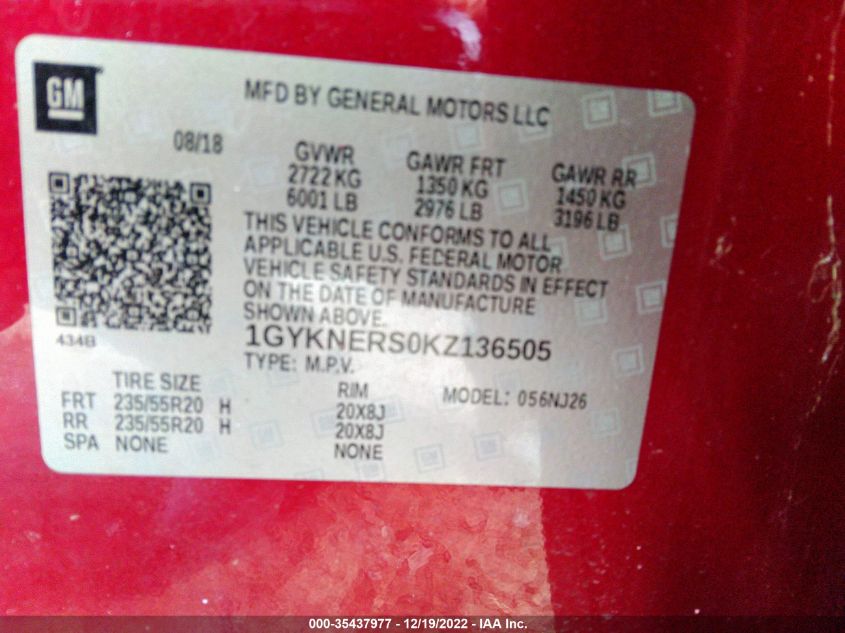 GM
MFD BY GENERAL MOTORS LLC
08/18
GVWR GAWR FRT GAWR RR
2722 KG 1350 KG 1450 KG
6001 LB 2976 LB 3196 LB
THIS VEHICLE CONFORMS TO ALL
APPLICABLE U.S. FEDERAL MOTOR
VEHICLE SAFETY STANDARDS IN EFFECT
ON THE DATE OF MANUFACTURE
SHOWN ABOVE.
434B
1GYKNERS0KZ136505
TYPE: M.P.V.
TIRE SIZE RIM MODEL: 056NJ26
FRT 235/55R20 H 20X8J
RR 235/55R20 H 20X8J
SPA NONE NONE
000-35437977 - 12/19/2022 - IAA Inc.